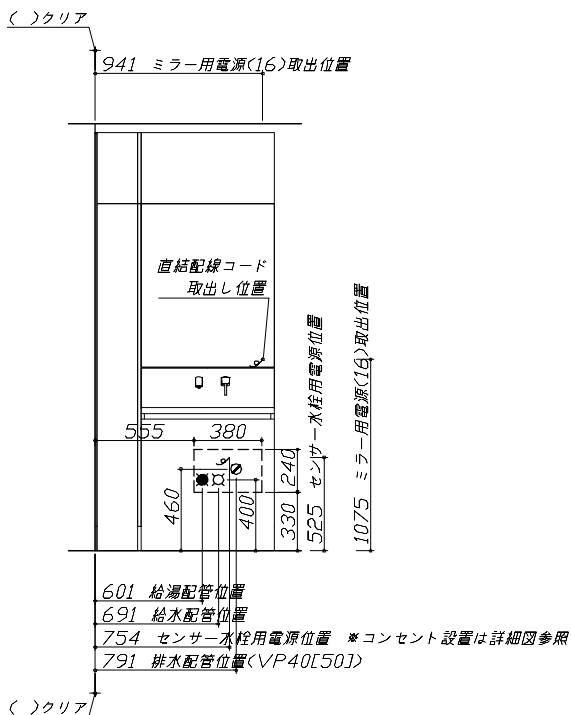 ( )クリア
941 ミラー用電源(16)取出位置
直結配線コード
取出し位置
555
380
240
330
460
400
525 センサー水栓用電源位置
1075 ミラー用電源(16)取出位置
601 給湯配管位置
691 給水配管位置
754 センサー水栓用電源位置 ※コンセント設置は詳細図参照
791 排水配管位置(VP40[50])
( )クリア